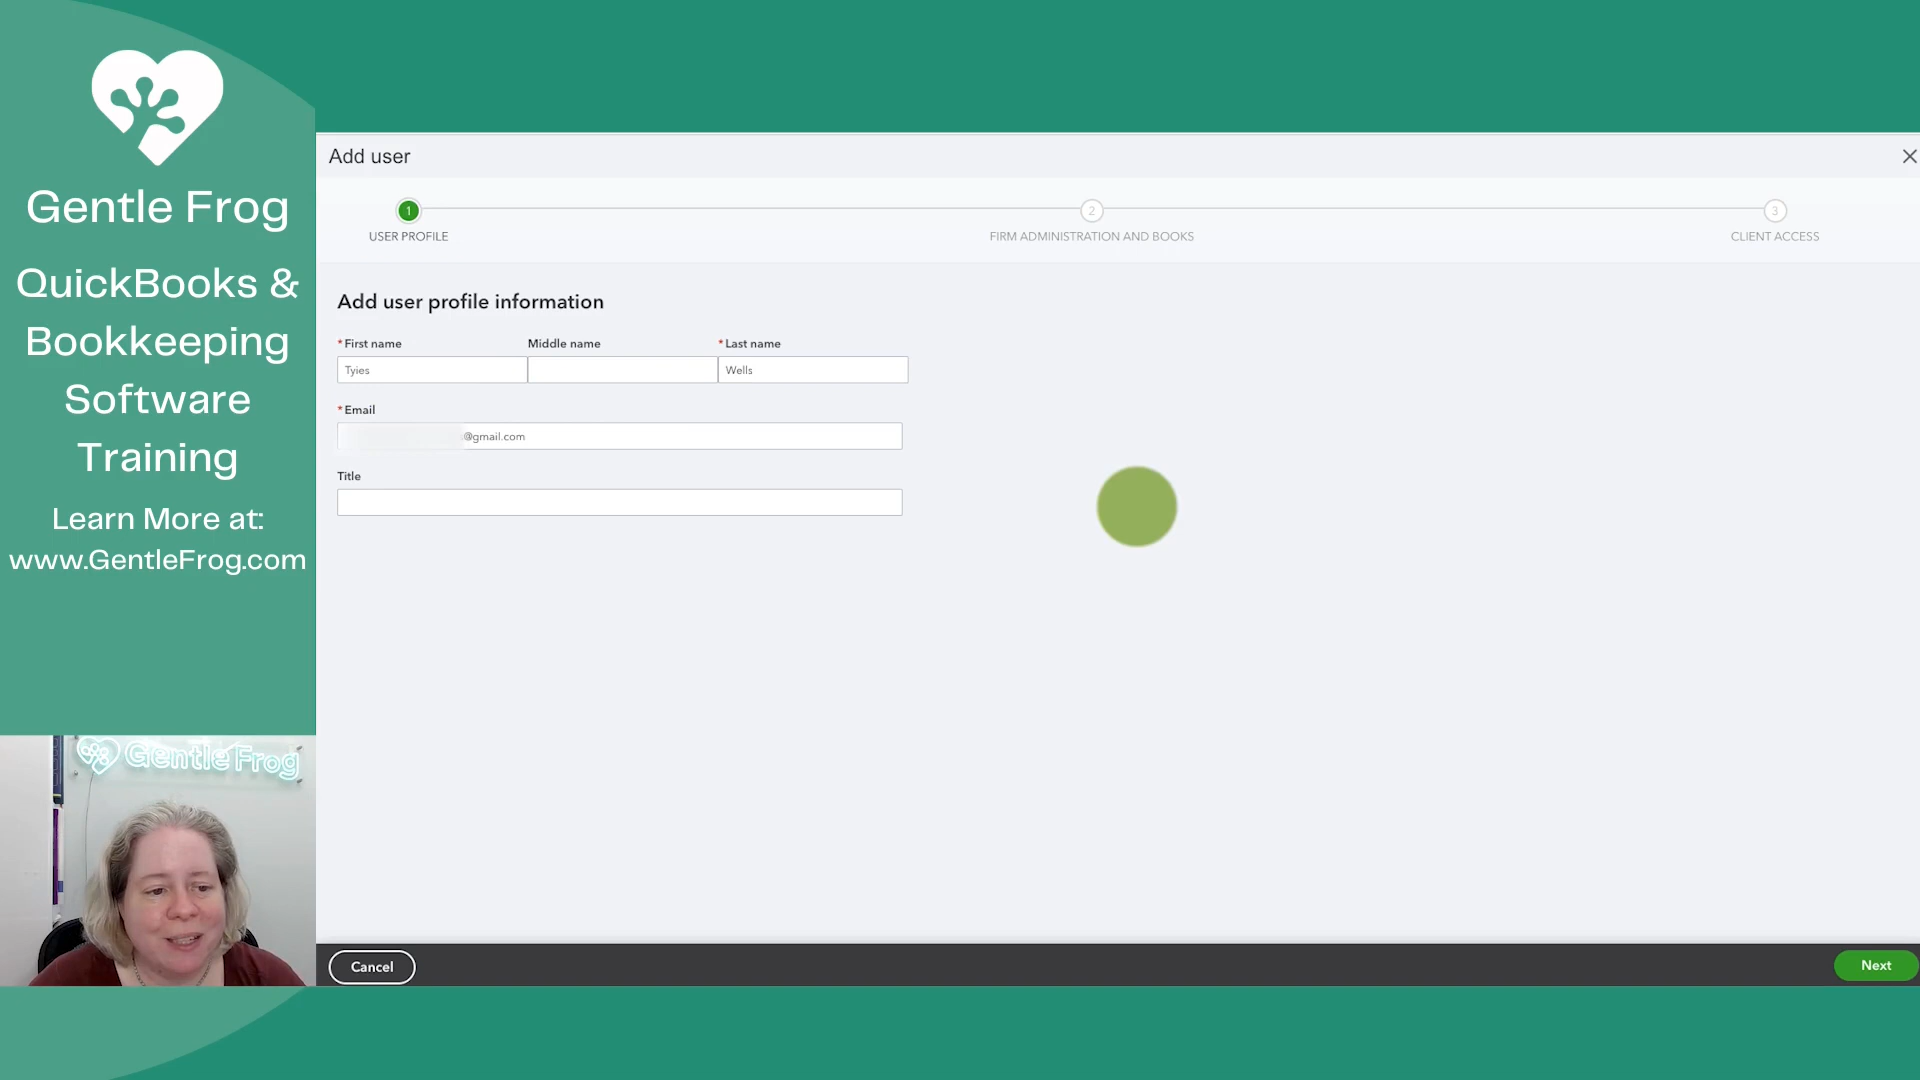 Gentle Frog
QuickBooks &
Bookkeeping
Software
Training
Learn More at:
www.GentleFrog.com
Gentle Frog
Add user
1
2
3
USER PROFILE
FIRM ADMINISTRATION AND BOOKS
CLIENT ACCESS
Add user profile information
* First name
Middle name
* Last name
Tyies
Wells
* Email
@gmail.com
Title
Cancel
Next